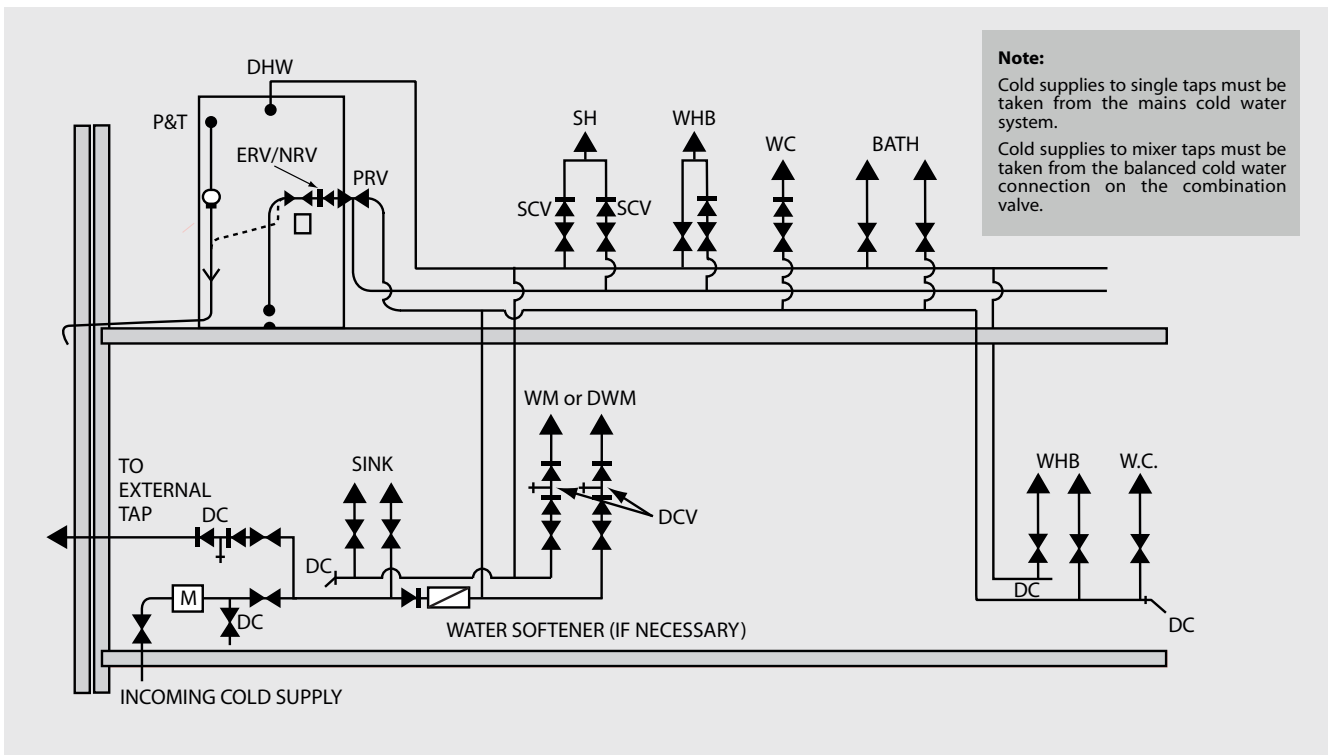 Note:
Cold supplies to single taps must be
taken from the mains cold water
system.
Cold supplies to mixer taps must be
taken from the balanced cold water
connection on the combination
valve.
DHW
P&T
ERV/NRV
PRV
SH
WHB
WC
BATH
SCV
SCV
WM or DWM
SINK
WHB
W.C.
TO
EXTERNAL
TAP
DC
DCV
DC
M
DC
DC
DC
WATER SOFTENER (IF NECESSARY)
INCOMING COLD SUPPLY